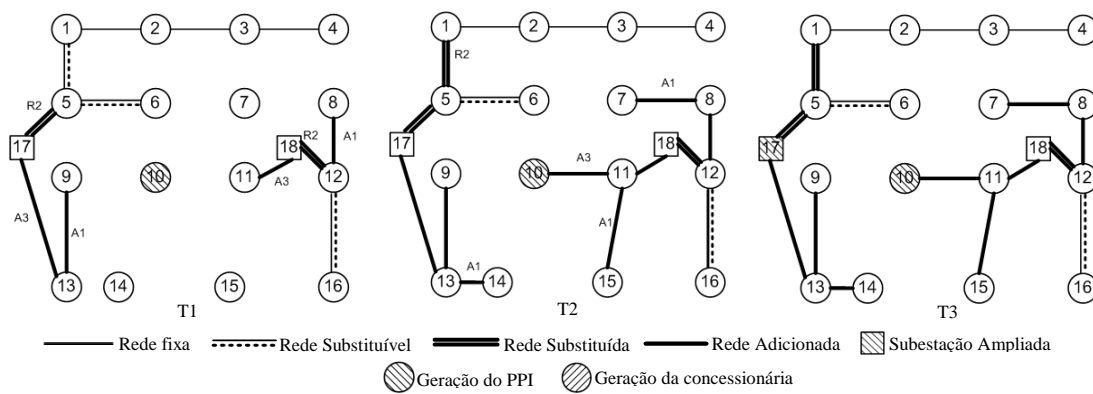 1 2 3 4
5 6 7 8
R2
17 18 R2 A1
9 10 11 12
A3
A3 A1
13 14 15 16
T1
1 2 3 4
R2
A1
5 6 7 8
17 18
A3
9 10 11 12
A1
A1
13 14 15 16
T2
1 2 3 4
5 6 7 8
17 18
9 10 11 12
13 14 15 16
T3
Rede fixa Rede Substituível Rede Substituída Rede Adicionada Subestação Ampliada
Geração do PPI Geração da concessionária